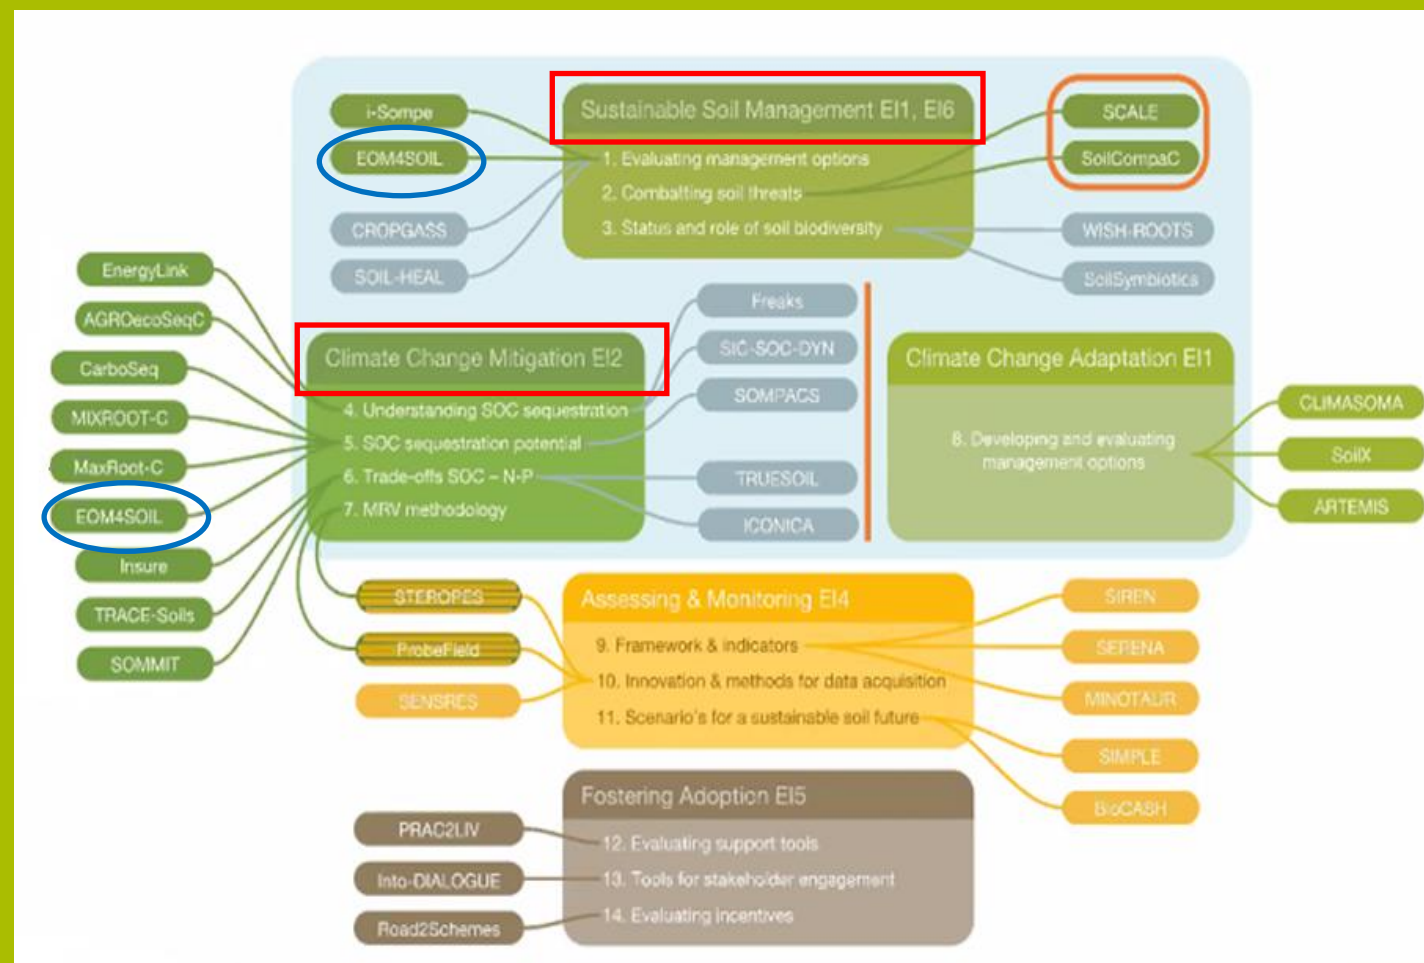 i-Sompe
EOM4SOIL
CROPGASS
SOIL-HEAL
Sustainable Soil Management EI1, EI6
1. Evaluating management options
2. Combatting soil threats
3. Status and role of soil biodiversity
SCALE
SoilCompaC
WISH-ROOTS
SoilSymbiotics
EnergyLink
AGROecoSeqC
CarboSeq
MIXROOT-C
MaxRoot-C
EOM4SOIL
Insure
TRACE-Soils
SOMMIT
Climate Change Mitigation EI2
4. Understanding SOC sequestration
5. SOC sequestration potential
6. Trade-offs SOC – N-P
7. MRV methodology
Freaks
SIC-SOC-DYN
SOMPACS
TRUESOIL
ICONICA
Climate Change Adaptation EI1
8. Developing and evaluating
management options
CLIMASOMA
SoilX
ARTEMIS
STEROPES
ProbeField
SENSRES
Assessing & Monitoring EI4
9. Framework & indicators
10. Innovation & methods for data acquisition
11. Scenario's for a sustainable soil future
SIREN
SERENA
MINOTAUR
SIMPLE
BioCASH
PRAC2LIV
Into-DIALOGUE
Road2Schemes
Fostering Adoption EI5
12. Evaluating support tools
13. Tools for stakeholder engagement
14. Evaluating incentives